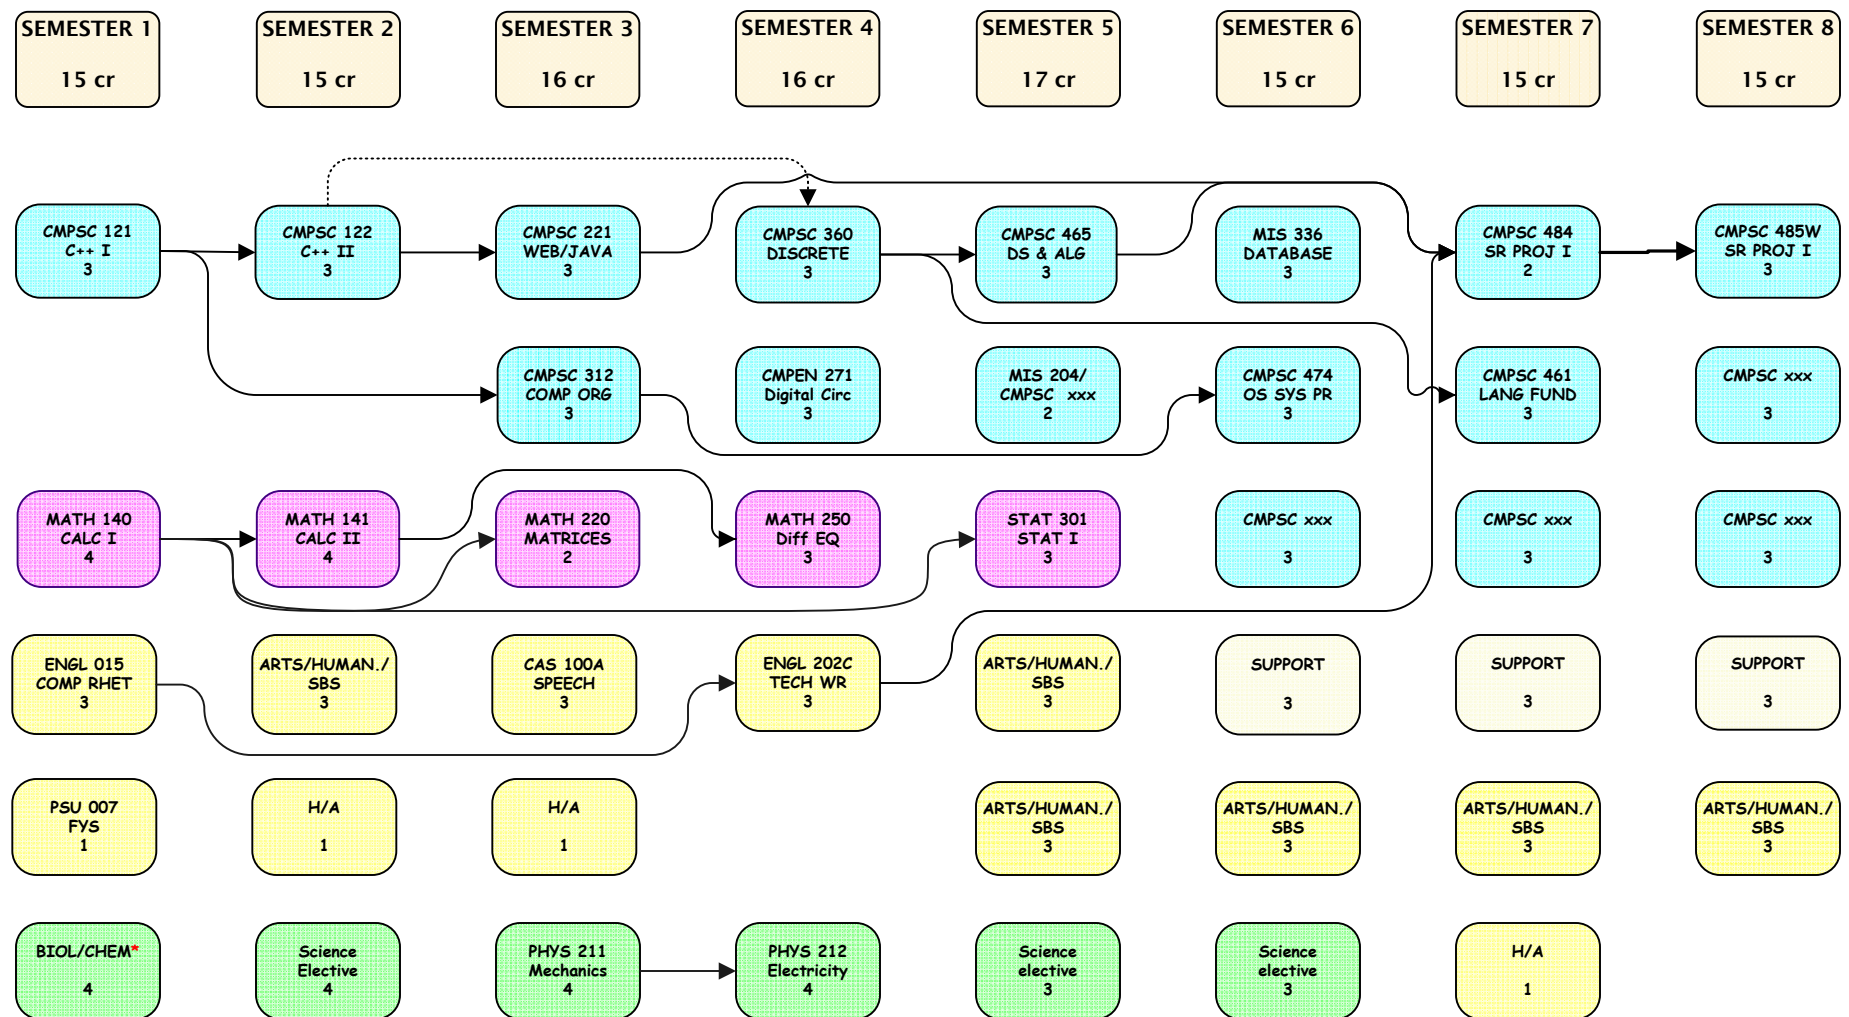 SEMESTER 1
15 cr
SEMESTER 2
15 cr
SEMESTER 3
16 cr
SEMESTER 4
16 cr
SEMESTER 5
17 cr
SEMESTER 6
15 cr
SEMESTER 7
15 cr
SEMESTER 8
15 cr
CMPSC 121
C++ I
3
CMPSC 122
C++ II
3
CMPSC 221
WEB/JAVA
3
CMPSC 360
DISCRETE
3
CMPSC 465
DS & ALG
3
MIS 336
DATABASE
3
CMPSC 484
SR PROJ I
2
CMPSC 485W
SR PROJ I
3
CMPSC 312
COMP ORG
3
CMPEN 271
Digital Circ
3
MIS 204/
CMPSC xxx
2
CMPSC 474
OS SYS PR
3
CMPSC 461
LANG FUND
3
CMPSC xxx
3
MATH 140
CALC I
4
MATH 141
CALC II
4
MATH 220
MATRICES
2
MATH 250
Diff EQ
3
STAT 301
STAT I
3
CMPSC xxx
3
CMPSC xxx
3
CMPSC xxx
3
ENGL 015
COMP RHET
3
ARTS/HUMAN./
SBS
3
CAS 100A
SPEECH
3
ENGL 202C
TECH WR
3
ARTS/HUMAN./
SBS
3
SUPPORT
3
SUPPORT
3
SUPPORT
3
PSU 007
FYS
1
H/A
1
H/A
1
ARTS/HUMAN./
SBS
3
ARTS/HUMAN./
SBS
3
ARTS/HUMAN./
SBS
3
ARTS/HUMAN./
SBS
3
BIOL/CHEM*
4
Science
Elective
4
PHYS 211
Mechanics
4
PHYS 212
Electricity
4
Science
elective
3
Science
elective
3
H/A
1